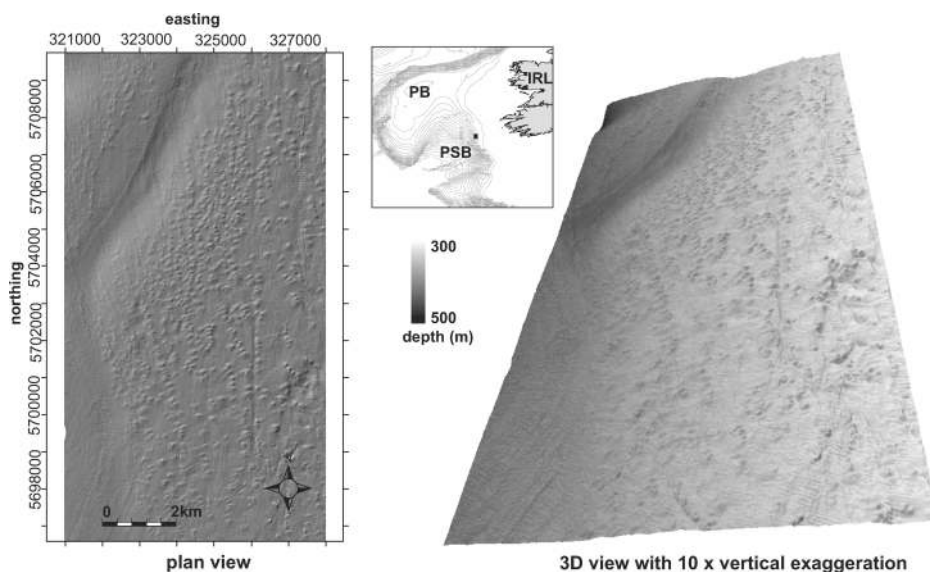 easting
321000 323000 325000 327000
northing
5708000
5706000
5704000
5702000
5700000
5698000
N
0 2km
plan view
IRL
PB
PSB
300
500
depth (m)
3D view with 10 x vertical exaggeration